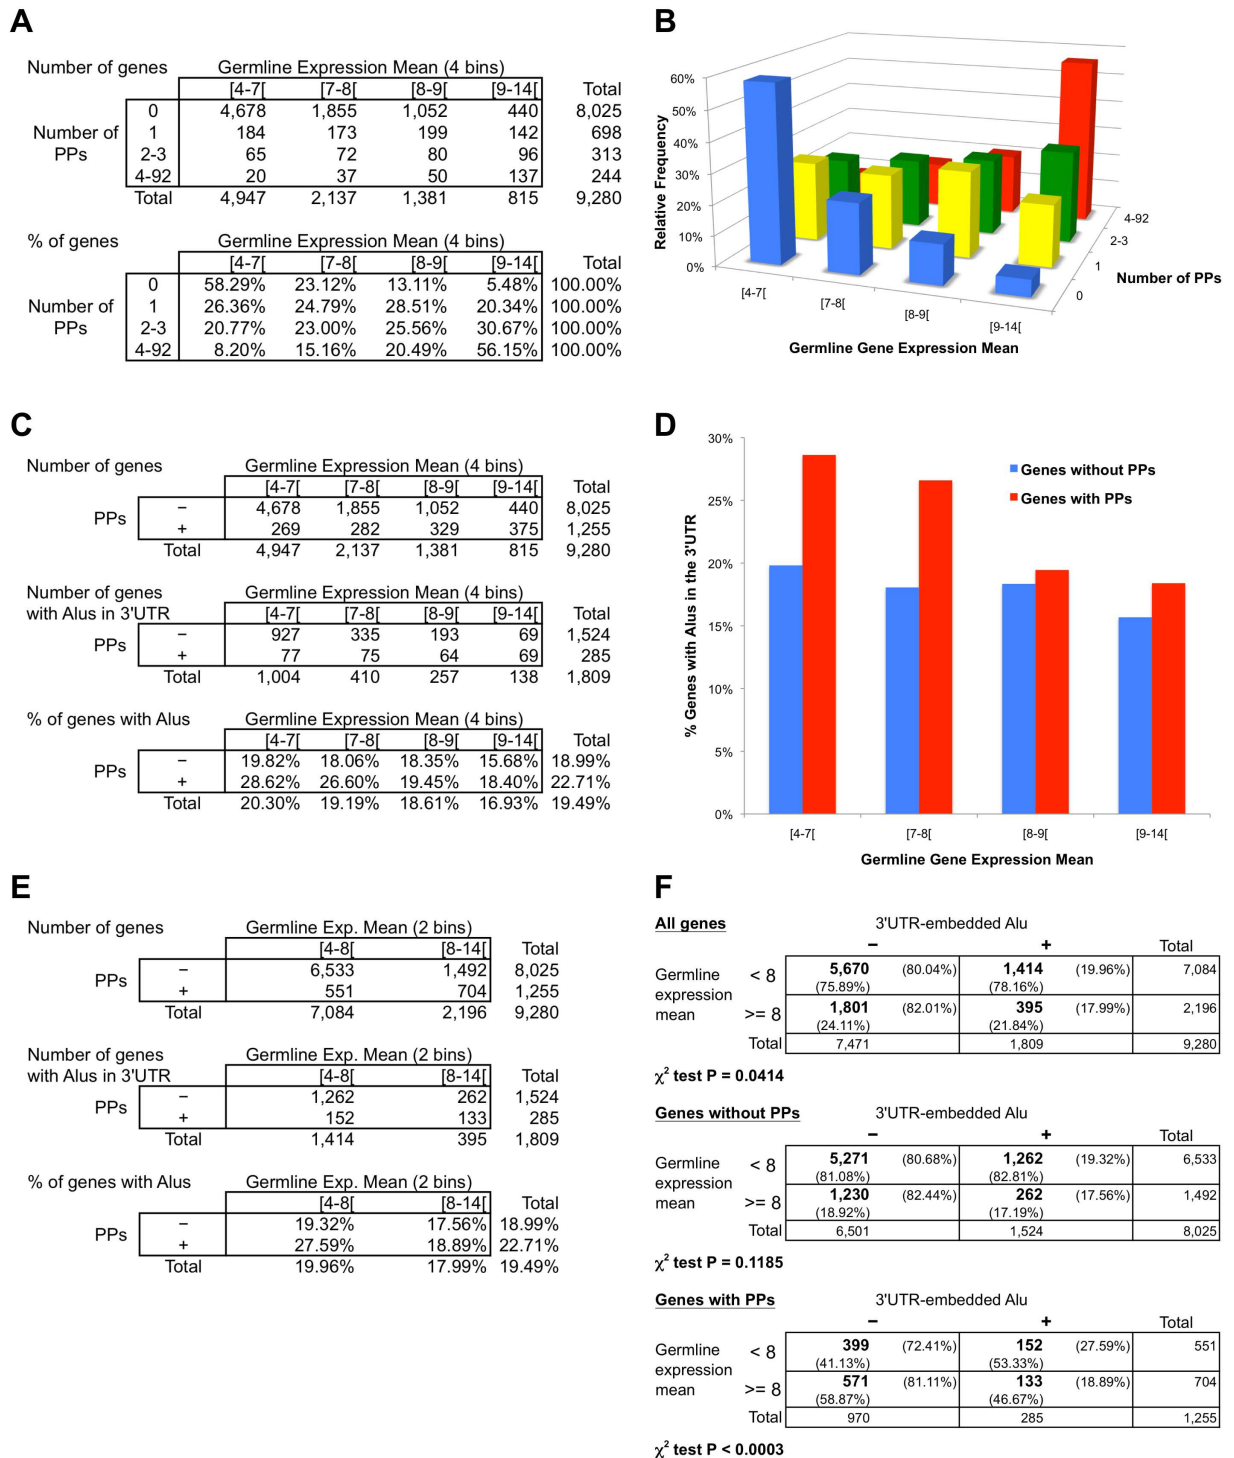 A
Number of genes Germline Expression Mean (4 bins)
[4-7[ [7-8[ [8-9[ [9-14[ Total
0 4,678 1,855 1,052 440 8,025
Number of 1 184 173 199 142 698
PPs 2-3 65 72 80 96 313
4-92 20 37 50 137 244
Total 4,947 2,137 1,381 815 9,280
% of genes Germline Expression Mean (4 bins)
[4-7[ [7-8[ [8-9[ [9-14[ Total
0 58.29% 23.12% 13.11% 5.48% 100.00%
Number of 1 26.36% 24.79% 28.51% 20.34% 100.00%
PPs 2-3 20.77% 23.00% 25.56% 30.67% 100.00%
4-92 8.20% 15.16% 20.49% 56.15% 100.00%
B
Relative Frequency
60%
50%
40%
30%
20%
10%
0%
[4-7[
[7-8[
[8-9[
[9-14[
Germline Gene Expression Mean
4-92
2-3
1
0
Number of PPs
C
Number of genes Germline Expression Mean (4 bins)
[4-7[ [7-8[ [8-9[ [9-14[ Total
PPs − 4,678 1,855 1,052 440 8,025
+ 269 282 329 375 1,255
Total 4,947 2,137 1,381 815 9,280
Number of genes
with Alus in 3'UTR Germline Expression Mean (4 bins)
[4-7[ [7-8[ [8-9[ [9-14[ Total
PPs − 927 335 193 69 1,524
+ 77 75 64 69 285
Total 1,004 410 257 138 1,809
% of genes with Alus Germline Expression Mean (4 bins)
[4-7[ [7-8[ [8-9[ [9-14[ Total
PPs − 19.82% 18.06% 18.35% 15.68% 18.99%
+ 28.62% 26.60% 19.45% 18.40% 22.71%
Total 20.30% 19.19% 18.61% 16.93% 19.49%
D
% Genes with Alus in the 3'UTR
30%
25%
20%
15%
10%
5%
0%
Genes without PPs
Genes with PPs
[4-7[ [7-8[ [8-9[ [9-14[
Germline Gene Expression Mean
E
Number of genes Germline Exp. Mean (2 bins)
[4-8[ [8-14[ Total
PPs − 6,533 1,492 8,025
+ 551 704 1,255
Total 7,084 2,196 9,280
Number of genes Germline Exp. Mean (2 bins)
with Alus in 3'UTR [4-8[ [8-14[ Total
PPs − 1,262 262 1,524
+ 152 133 285
Total 1,414 395 1,809
% of genes with Alus Germline Exp. Mean (2 bins)
[4-8[ [8-14[ Total
PPs − 19.32% 17.56% 18.99%
+ 27.59% 18.89% 22.71%
Total 19.96% 17.99% 19.49%
F
All genes 3'UTR-embedded Alu
− + Total
Germline expression mean
< 8 5,670 (80.04%) 1,414 (19.96%) 7,084
(75.89%) (78.16%)
>= 8 1,801 (82.01%) 395 (17.99%) 2,196
(24.11%) (21.84%)
Total 7,471 1,809 9,280
χ² test P = 0.0414
Genes without PPs 3'UTR-embedded Alu
− + Total
Germline expression mean
< 8 5,271 (80.68%) 1,262 (19.32%) 6,533
(81.08%) (82.81%)
>= 8 1,230 (82.44%) 262 (17.56%) 1,492
(18.92%) (17.19%)
Total 6,501 1,524 8,025
χ² test P = 0.1185
Genes with PPs 3'UTR-embedded Alu
− + Total
Germline expression mean
< 8 399 (72.41%) 152 (27.59%) 551
(41.13%) (53.33%)
>= 8 571 (81.11%) 133 (18.89%) 704
(58.87%) (46.67%)
Total 970 285 1,255
χ² test P < 0.0003